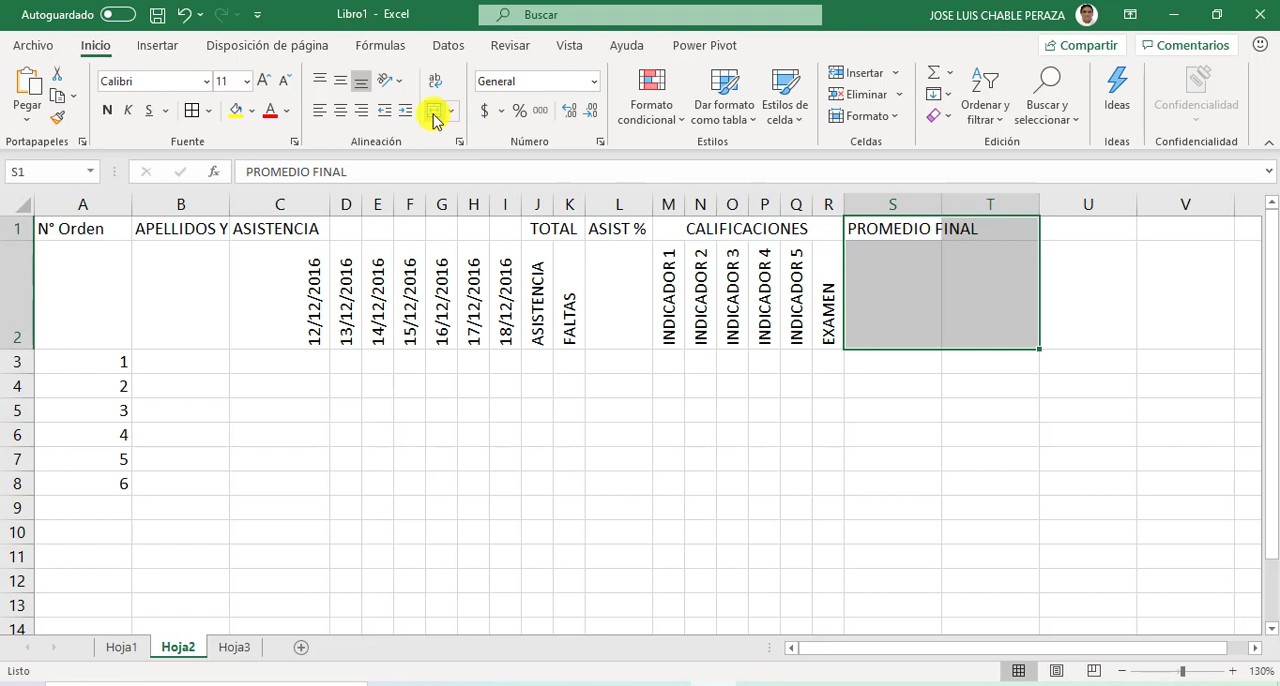 Autoguardado
Libro1 - Excel
Buscar
JOSE LUIS CHABLE PERAZA
Archivo Inicio Insertar Disposición de página Fórmulas Datos Revisar Vista Ayuda Power Pivot Compartir Comentarios
Pegar
Calibri 11
N K S
ab
General
$ % 000
Formato condicional
Dar formato como tabla
Estilos de celda
Insertar
Eliminar
Formato
Ordenar y filtrar
Buscar y seleccionar
Ideas
Confidencialidad
Portapapeles Fuente Alineación Número Estilos Celdas Edición Ideas Confidencialidad
S1 fx PROMEDIO FINAL
A B C D E F G H I J K L M N O P Q R S T U V
1 N° Orden APELLIDOS Y ASISTENCIA TOTAL ASIST % CALIFICACIONES PROMEDIO FINAL
2 12/12/2016 13/12/2016 14/12/2016 15/12/2016 16/12/2016 17/12/2016 18/12/2016 ASISTENCIA FALTAS INDICADOR 1 INDICADOR 2 INDICADOR 3 INDICADOR 4 INDICADOR 5 EXAMEN
3 1
4 2
5 3
6 4
7 5
8 6
9
10
11
12
13
14
Hoja1 Hoja2 Hoja3
Listo 130%